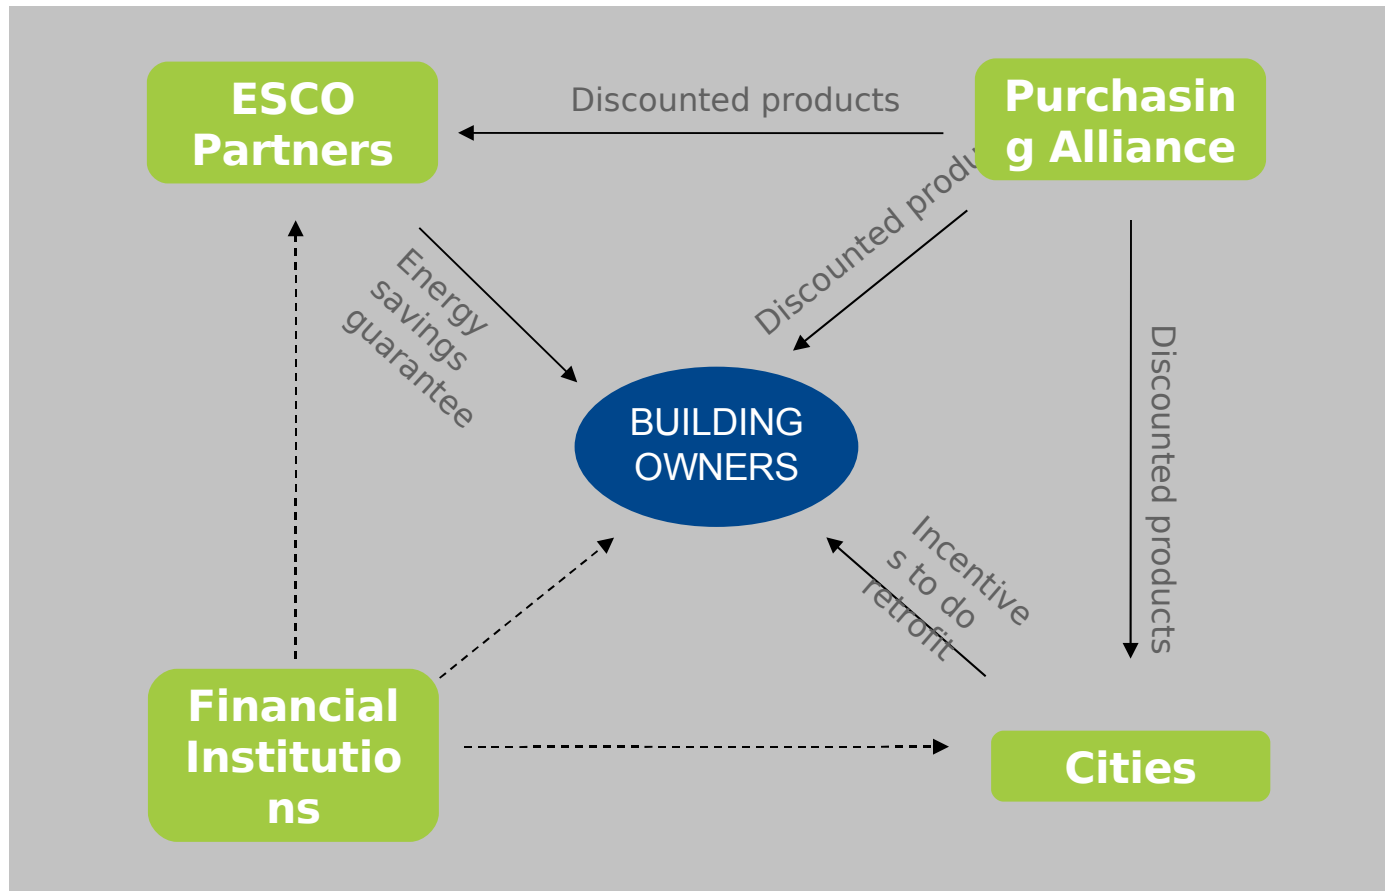 ESCO
Partners
Discounted products
Purchasin
g Alliance
Discounted
Energy
savings
guarantee
Discounted products
BUILDING
OWNERS
Incentive
s to do
retrofit
Financial
Institutio
ns
Cities